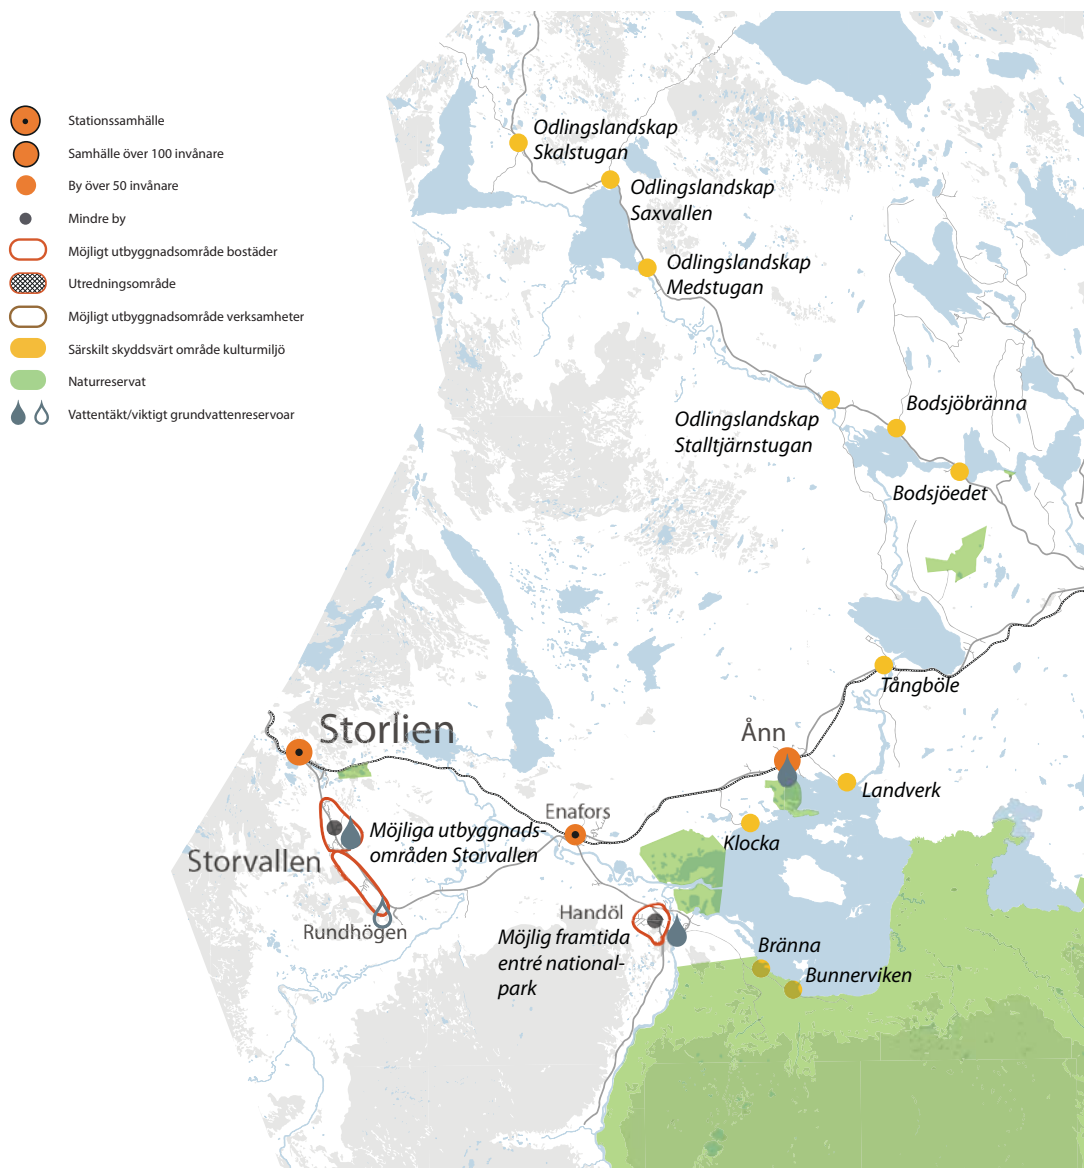 Stationssamhälle
Samhälle över 100 invånare
By över 50 invånare
Mindre by
Möjligt utbyggnadsområde bostäder
Utredningsområde
Möjligt utbyggnadsområde verksamheter
Särskilt skyddsvärt område kulturmiljö
Naturreservat
Vattentäkt/viktigt grundvattenreservoar
Odlingslandskap
Skalstugan
Odlingslandskap
Saxvallen
Odlingslandskap
Medstugan
Odlingslandskap
Stalltjärnstugan
Bodsjöbränna
Bodsjöedet
Tångböle
Storlien
Ånn
Landverk
Enafors
Klocka
Möjliga utbyggnads-
områden Storvallen
Storvallen
Rundhögen
Handöl
Möjlig framtida
entré national-
park
Bränna
Bunnerviken